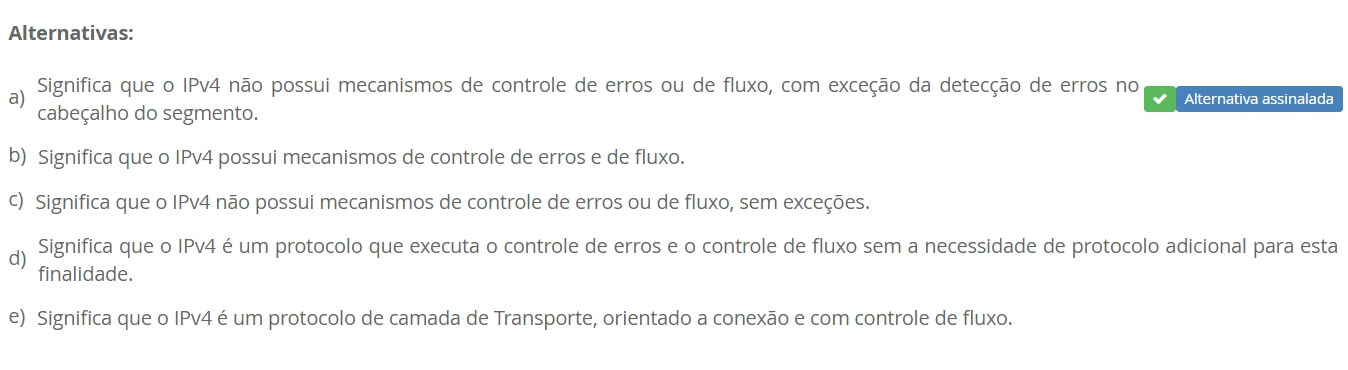 Alternativas:
a) Significa que o IPv4 não possui mecanismos de controle de erros ou de fluxo, com exceção da detecção de erros no
cabeçalho do segmento.
Alternativa assinalada
b) Significa que o IPv4 possui mecanismos de controle de erros e de fluxo.
c) Significa que o IPv4 não possui mecanismos de controle de erros ou de fluxo, sem exceções.
d) Significa que o IPv4 é um protocolo que executa o controle de erros e o controle de fluxo sem a necessidade de protocolo adicional para esta
finalidade.
e) Significa que o IPv4 é um protocolo de camada de Transporte, orientado a conexão e com controle de fluxo.